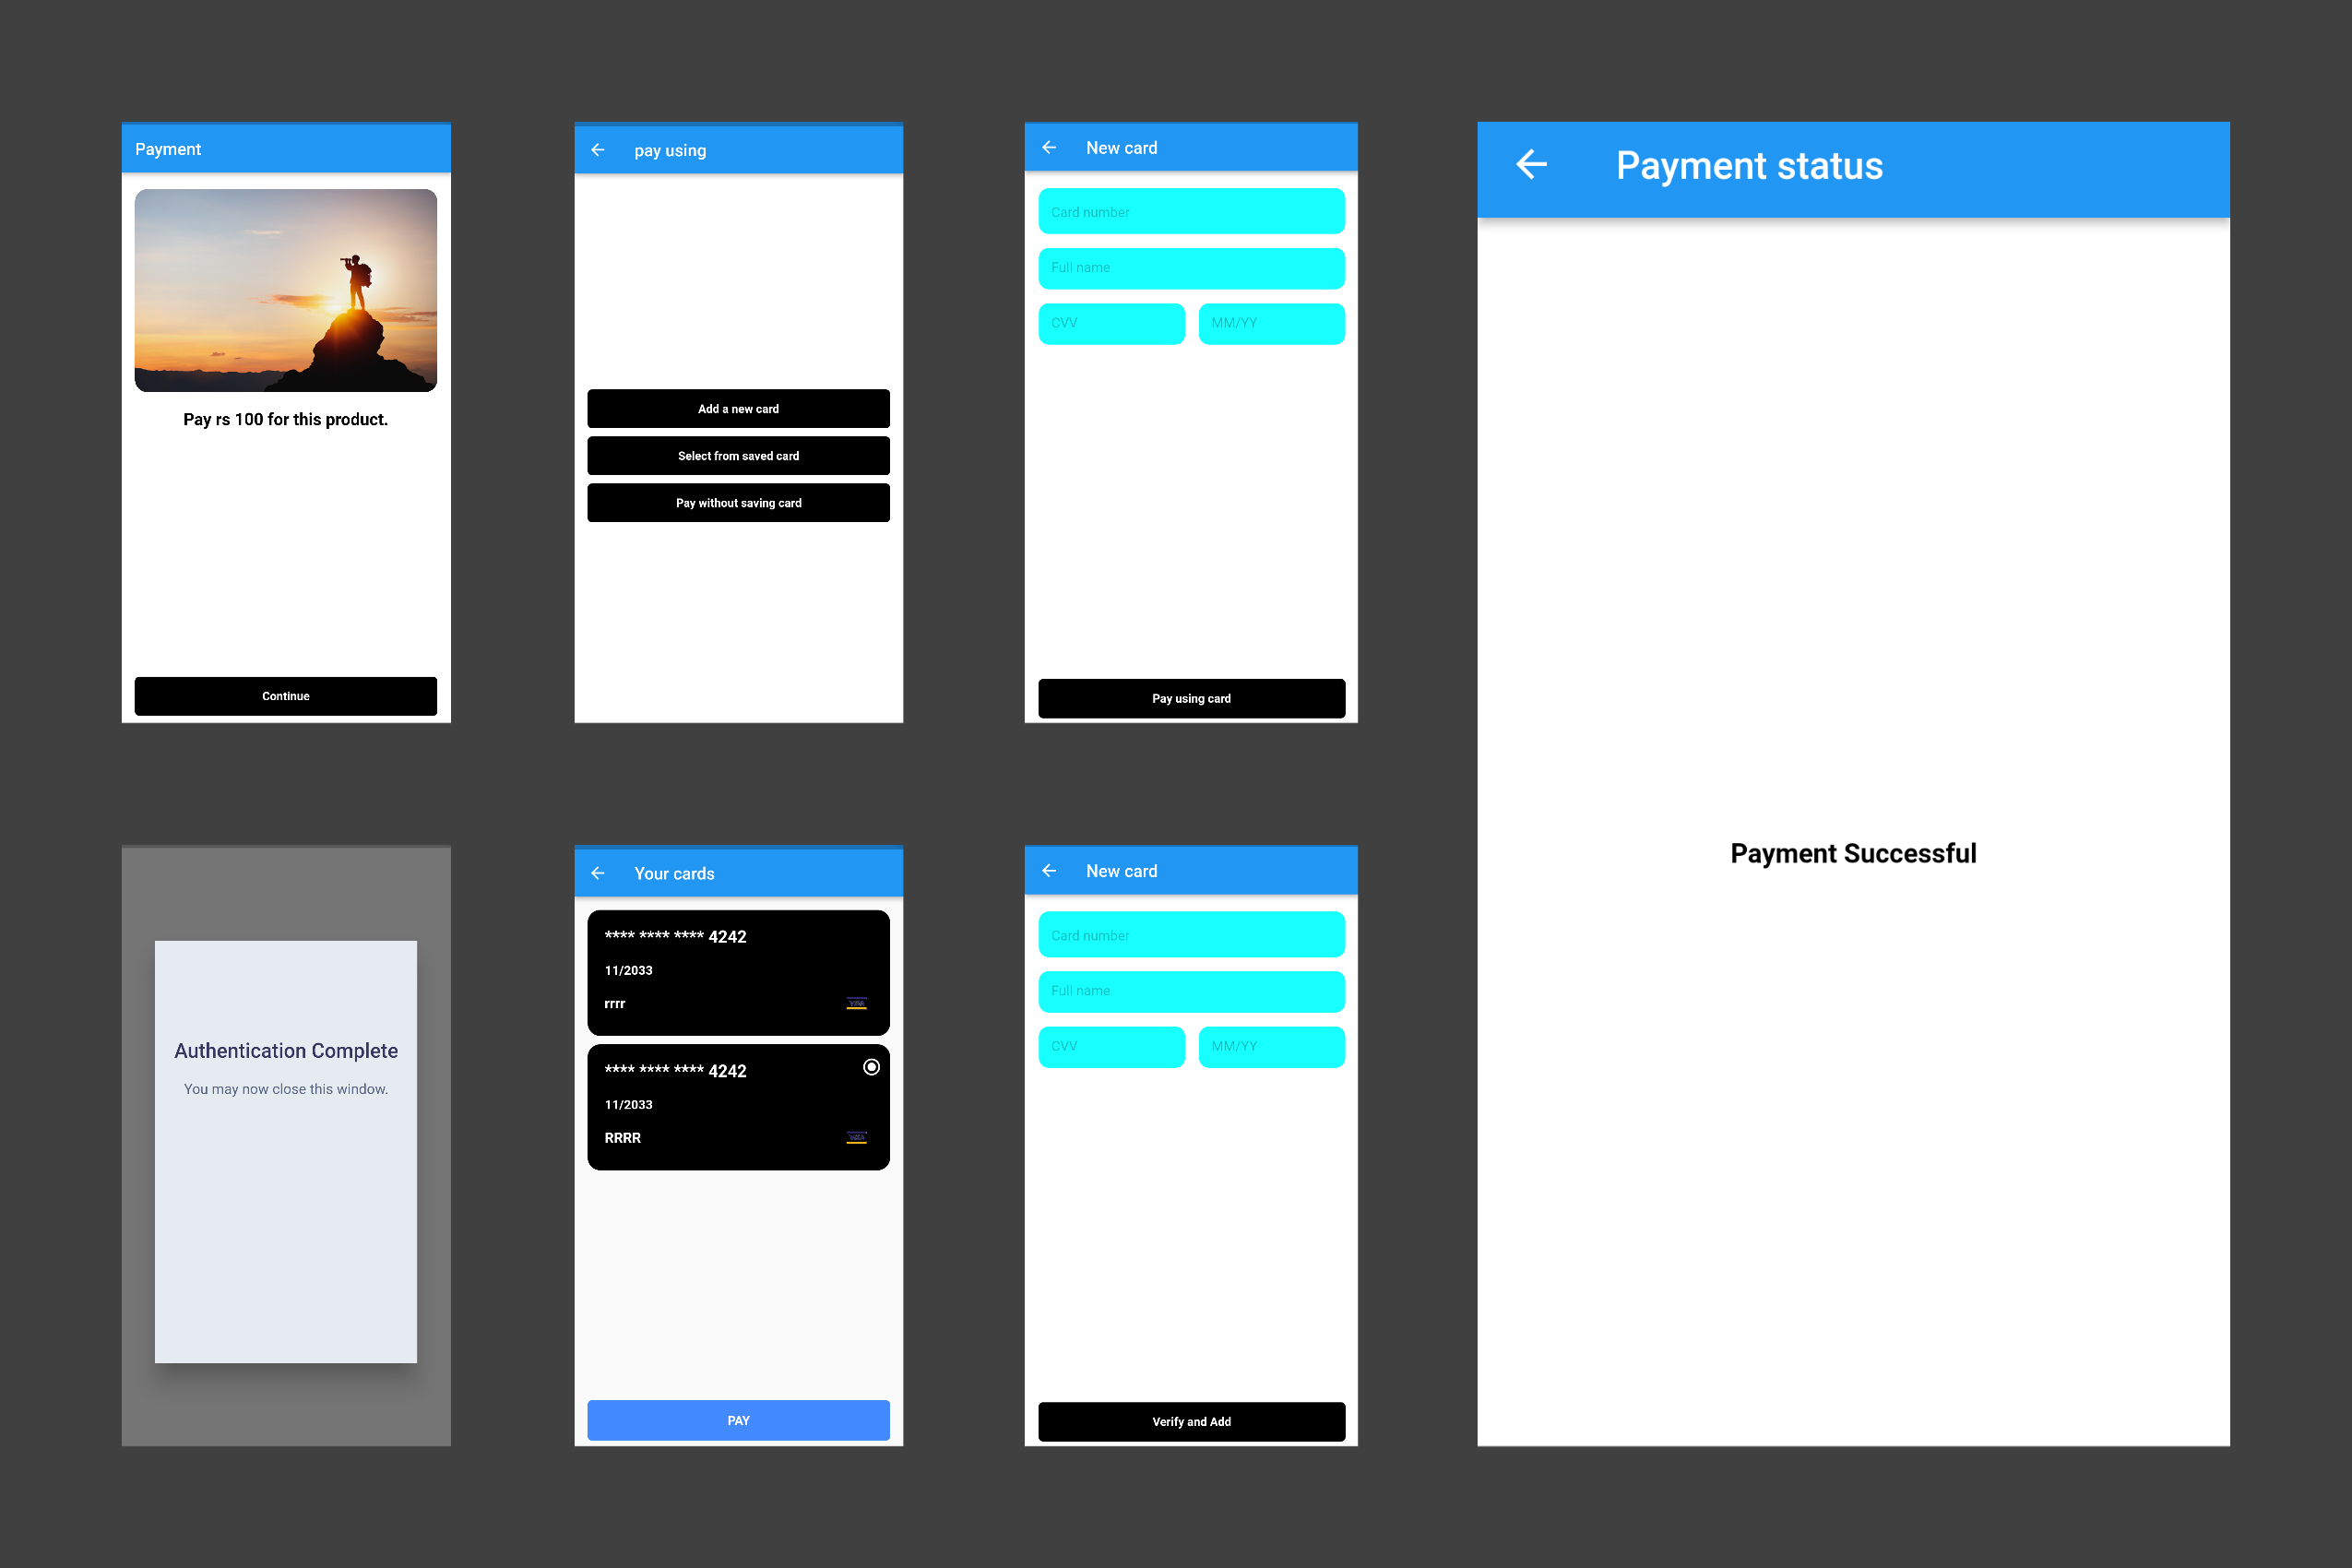 Payment
Pay rs 100 for this product.
Continue
pay using
Add a new card
Select from saved card
Pay without saving card
New card
Card number
Full name
CVV
MM/YY
Pay using card
Payment status
Payment Successful
Authentication Complete
You may now close this window.
Your cards
**** **** **** 4242
11/2033
rrrr
VISA
**** **** **** 4242
11/2033
RRRR
VISA
PAY
New card
Card number
Full name
CVV
MM/YY
Verify and Add